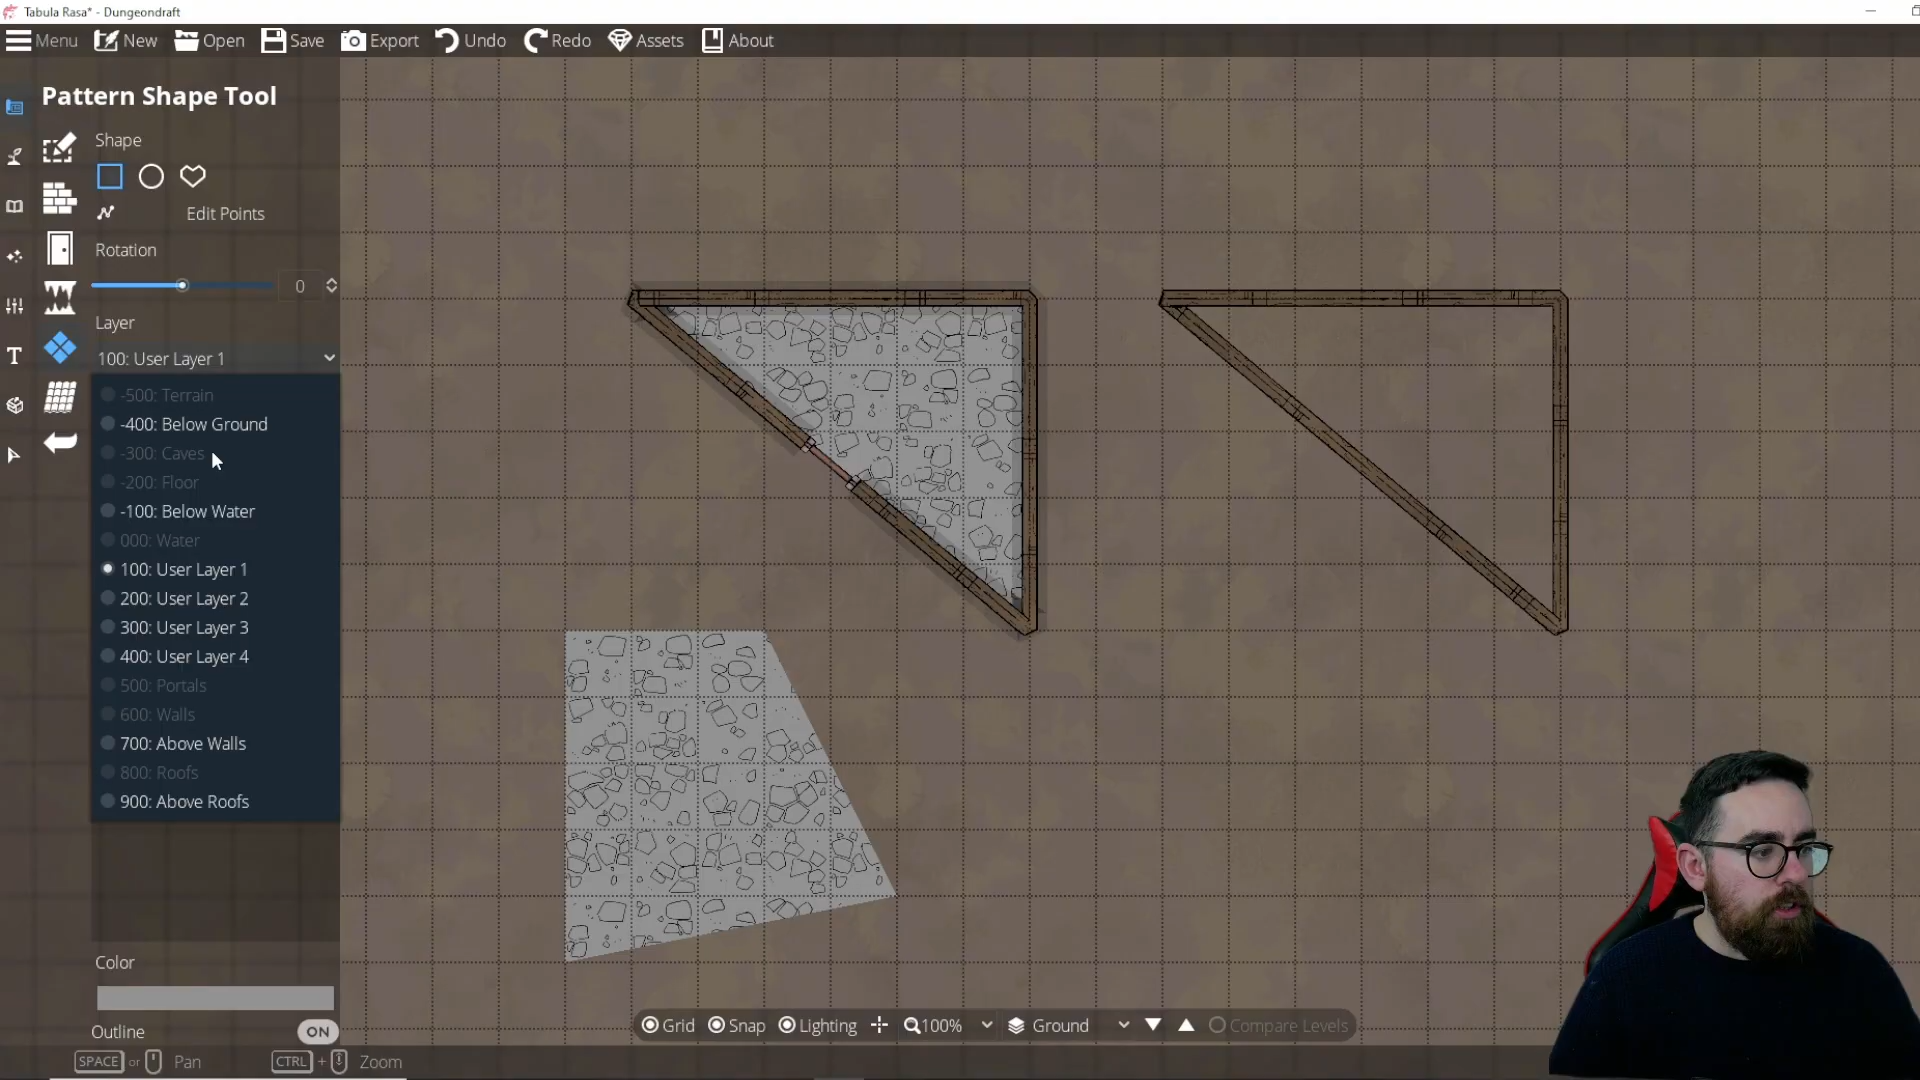 Tabula Rasa* - Dungeondraft
Menu New Open Save Export Undo Redo Assets About
Pattern Shape Tool
Shape
Edit Points
Rotation
0
Layer
100: User Layer 1
-500: Terrain
-400: Below Ground
-300: Caves
-200: Floor
-100: Below Water
000: Water
100: User Layer 1
200: User Layer 2
300: User Layer 3
400: User Layer 4
500: Portals
600: Walls
700: Above Walls
800: Roofs
900: Above Roofs
Color
Outline ON
Grid Snap Lighting 100% Ground Compare Levels
SPACE or Pan CTRL + Zoom